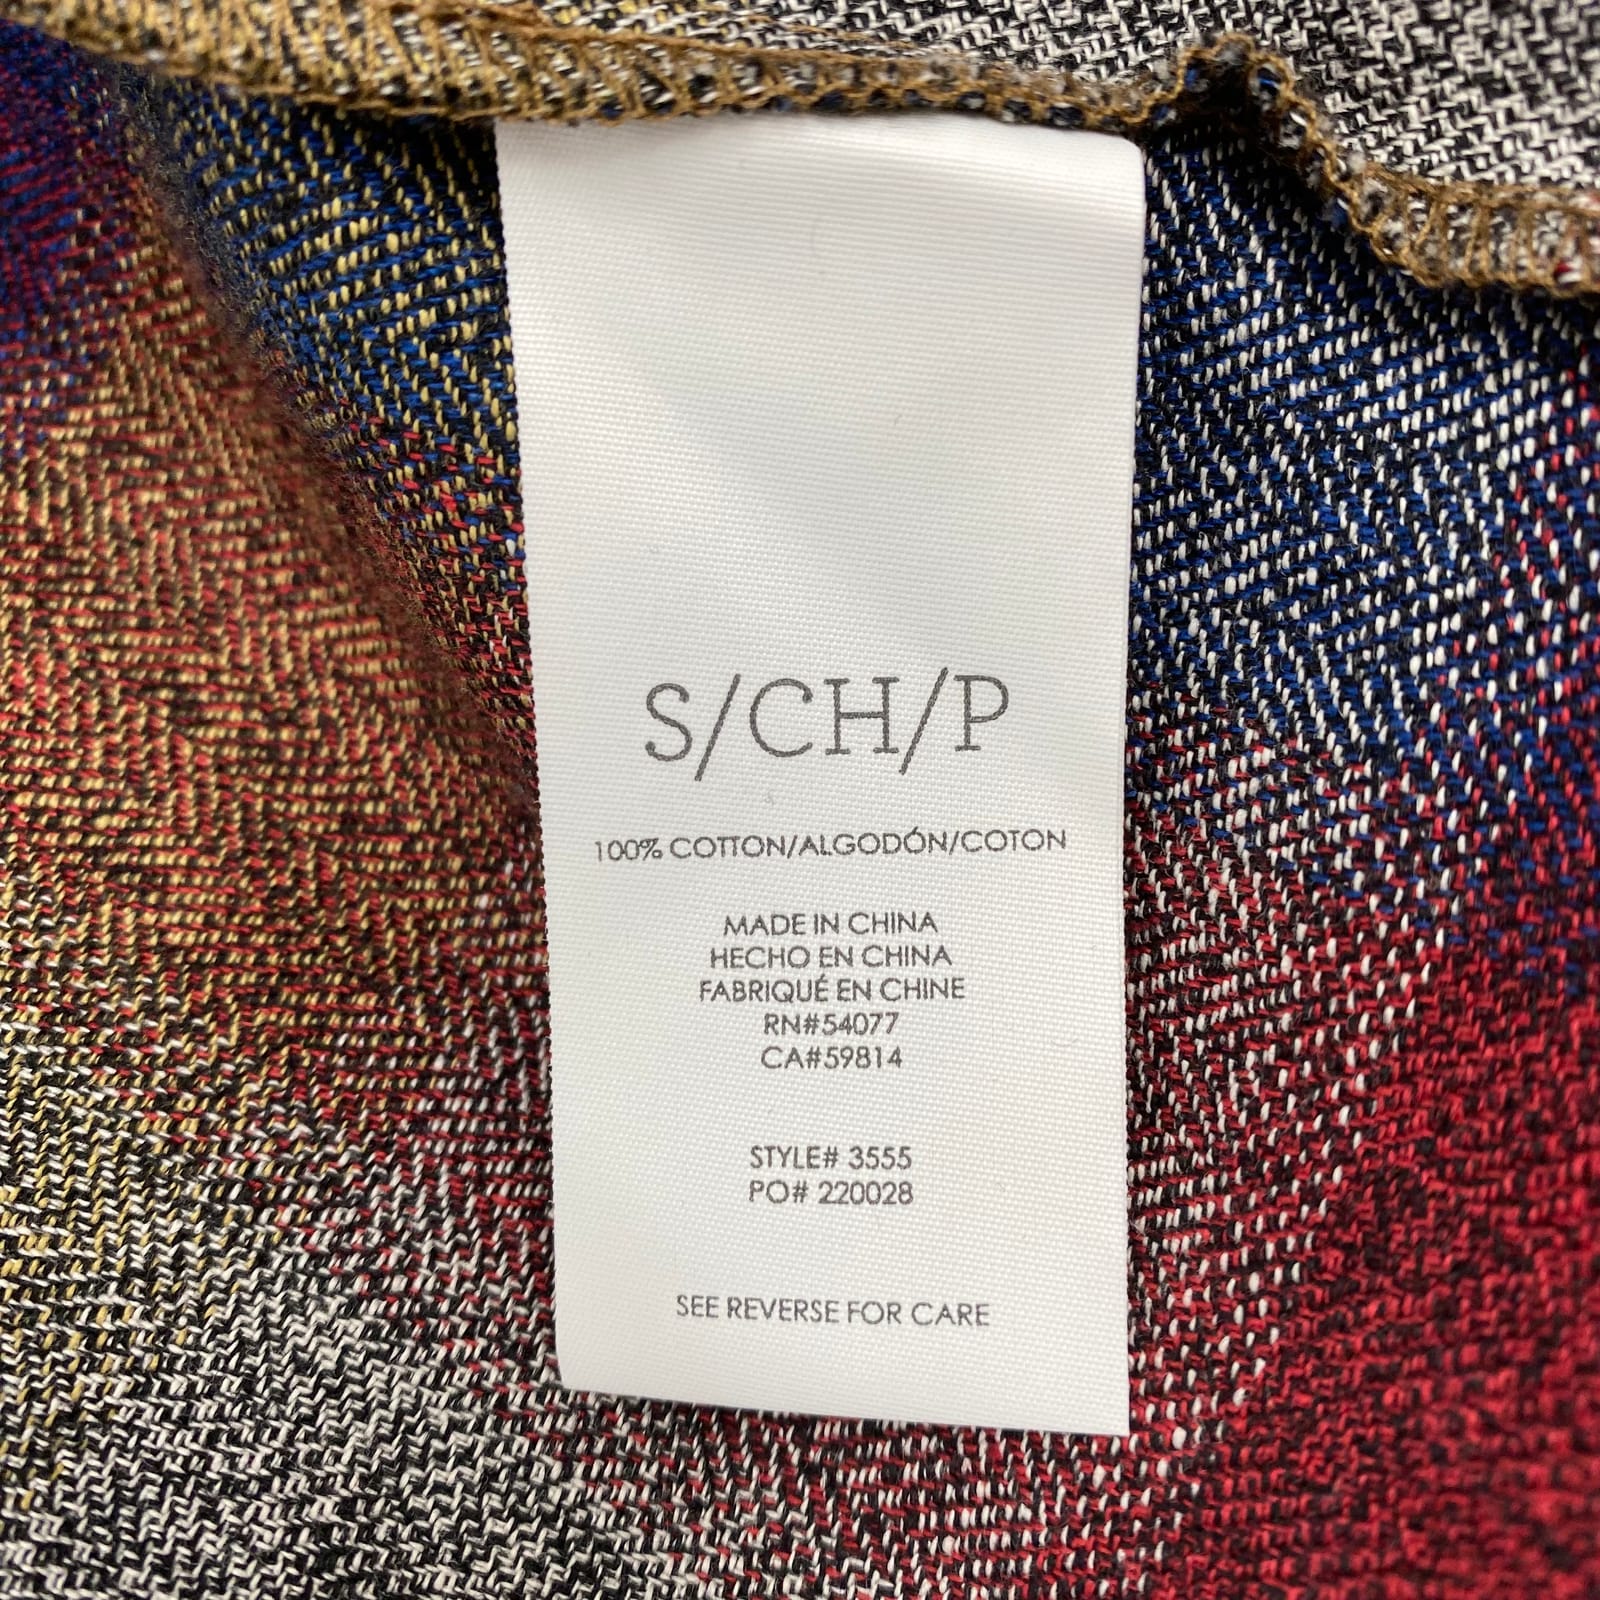 S/CH/P
100% COTTON/ALGODÓN/COTON
MADE IN CHINA
HECHO EN CHINA
FABRIQUÉ EN CHINE
RN#54077
CA#59814
STYLE# 3555
PO# 220028
SEE REVERSE FOR CARE